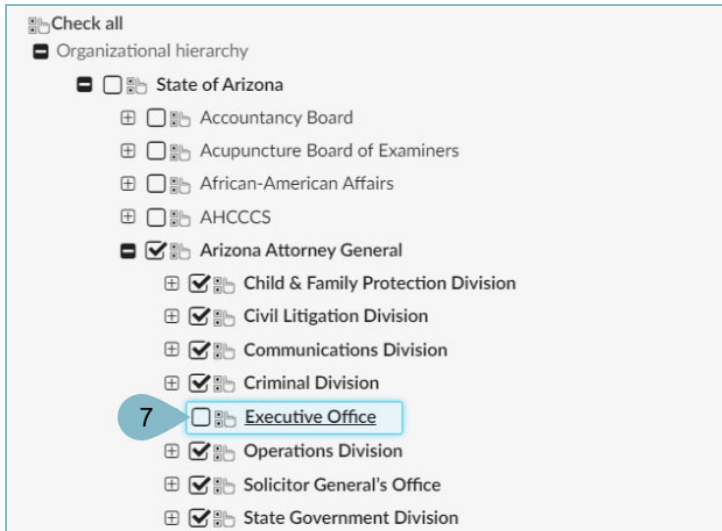 Check all
Organizational hierarchy
State of Arizona
Accountancy Board
Acupuncture Board of Examiners
African-American Affairs
AHCCCS
Arizona Attorney General
Child & Family Protection Division
Civil Litigation Division
Communications Division
Criminal Division
7 Executive Office
Operations Division
Solicitor General's Office
State Government Division